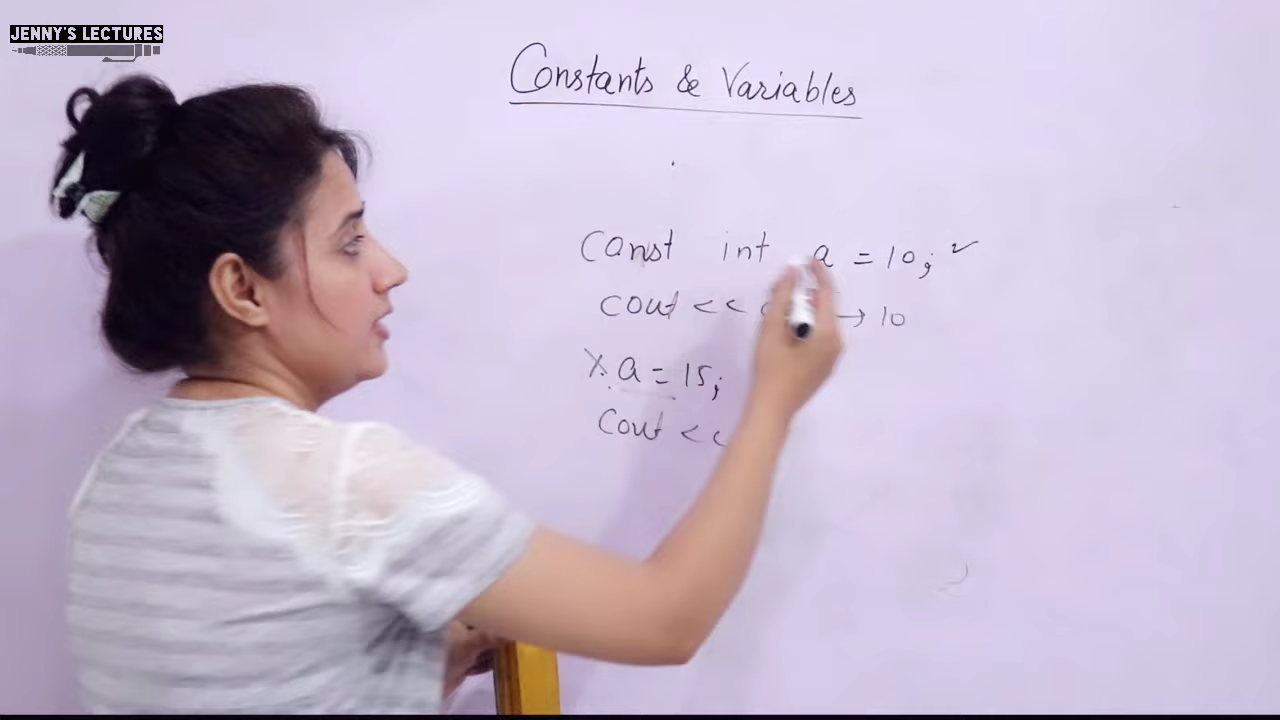 JENNY'S LECTURES
Constants & Variables
Const int a = 10; ✓
cout << → 10
X. a = 15;
Cout <<